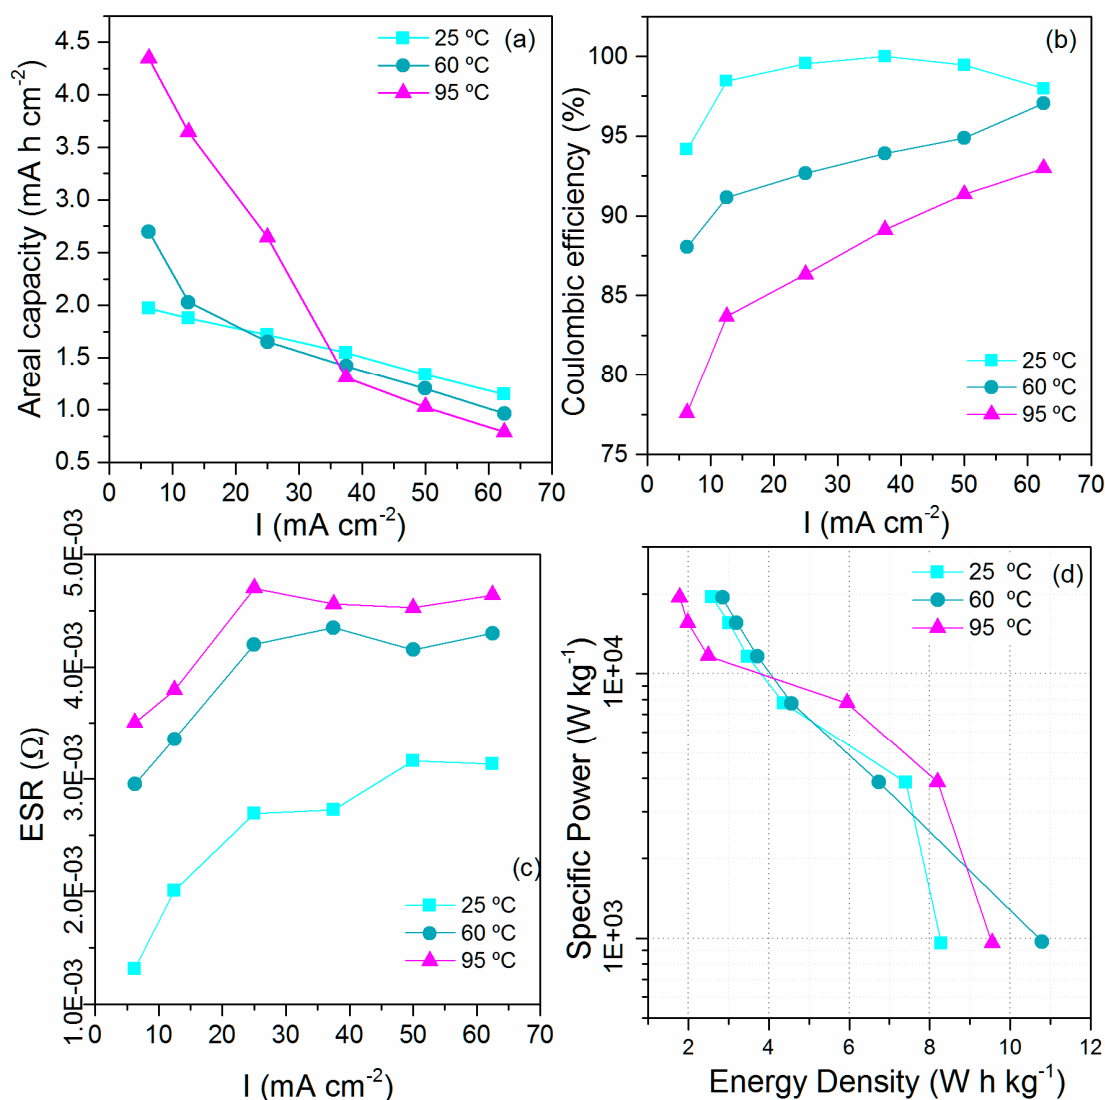 (a)
25 ºC
60 ºC
95 ºC
4.5
4.0
3.5
3.0
2.5
2.0
1.5
1.0
0.5
Areal capacity (mA h cm⁻²)
0 10 20 30 40 50 60 70
I (mA cm⁻²)
(b)
100
95
90
85
80
75
Coulombic efficiency (%)
25 ºC
60 ºC
95 ºC
0 10 20 30 40 50 60 70
I (mA cm⁻²)
5.0E-03
4.0E-03
3.0E-03
2.0E-03
1.0E-03
ESR (Ω)
(c)
25 ºC
60 ºC
95 ºC
0 10 20 30 40 50 60 70
I (mA cm⁻²)
25 ºC
60 ºC
95 ºC
(d)
1E+04
1E+03
Specific Power (W kg⁻¹)
2 4 6 8 10 12
Energy Density (W h kg⁻¹)